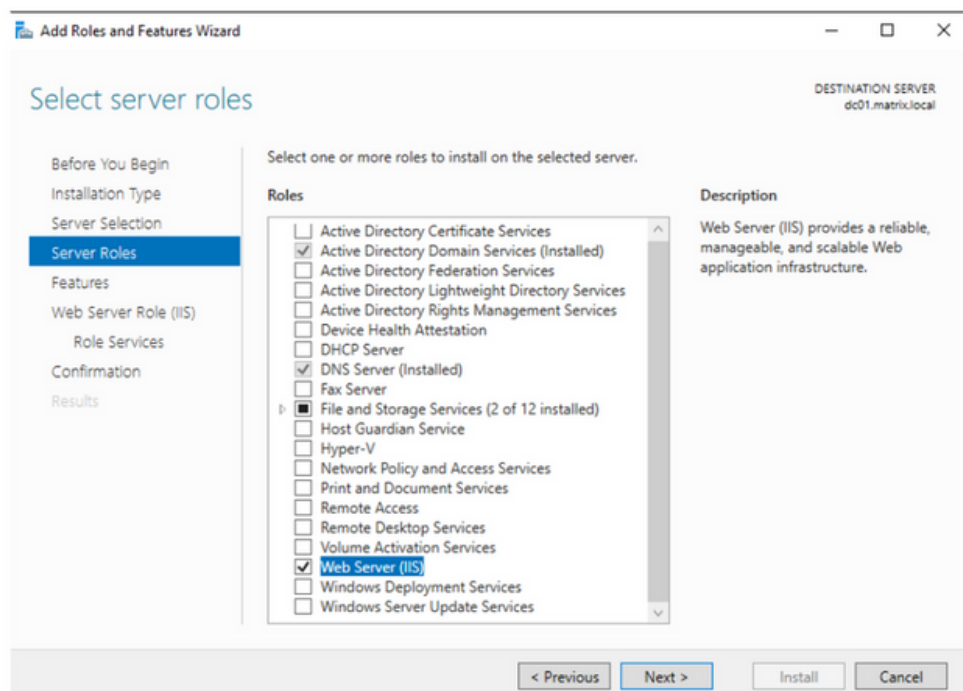 Add Roles and Features Wizard
Select server roles
DESTINATION SERVER
dc01.matrix.local
Before You Begin
Installation Type
Server Selection
Server Roles
Features
Web Server Role (IIS)
Role Services
Confirmation
Results
Select one or more roles to install on the selected server.
Roles
Active Directory Certificate Services
Active Directory Domain Services (Installed)
Active Directory Federation Services
Active Directory Lightweight Directory Services
Active Directory Rights Management Services
Device Health Attestation
DHCP Server
DNS Server (Installed)
Fax Server
File and Storage Services (2 of 12 installed)
Host Guardian Service
Hyper-V
Network Policy and Access Services
Print and Document Services
Remote Access
Remote Desktop Services
Volume Activation Services
Web Server (IIS)
Windows Deployment Services
Windows Server Update Services
Description
Web Server (IIS) provides a reliable,
manageable, and scalable Web
application infrastructure.
< Previous
Next >
Install
Cancel